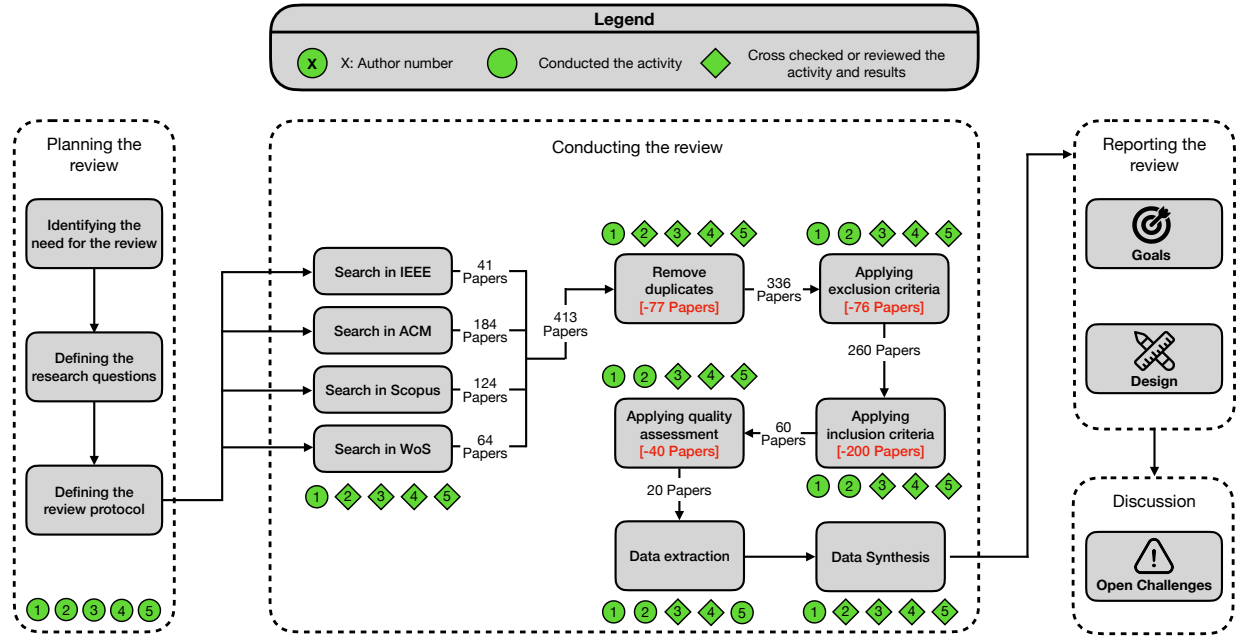 Legend
X
X: Author number
Conducted the activity
Cross checked or reviewed the
activity and results
Planning the
review
Identifying the
need for the review
Defining the
research questions
Defining the
review protocol
1 2 3 4 5
Conducting the review
Search in IEEE
41
Papers
Search in ACM
184
Papers
Search in Scopus
124
Papers
Search in WoS
64
Papers
1 2 3 4 5
413
Papers
1 2 3 4 5
Remove
duplicates
[-77 Papers]
336
Papers
1 2 3 4 5
Applying
exclusion criteria
[-76 Papers]
260 Papers
Applying
inclusion criteria
[-200 Papers]
1 2 3 4 5
60
Papers
1 2 3 4 5
Applying quality
assessment
[-40 Papers]
20 Papers
Data extraction
1 2 3 4 5
Data Synthesis
1 2 3 4 5
Reporting the
review
Goals
Design
Discussion
Open Challenges